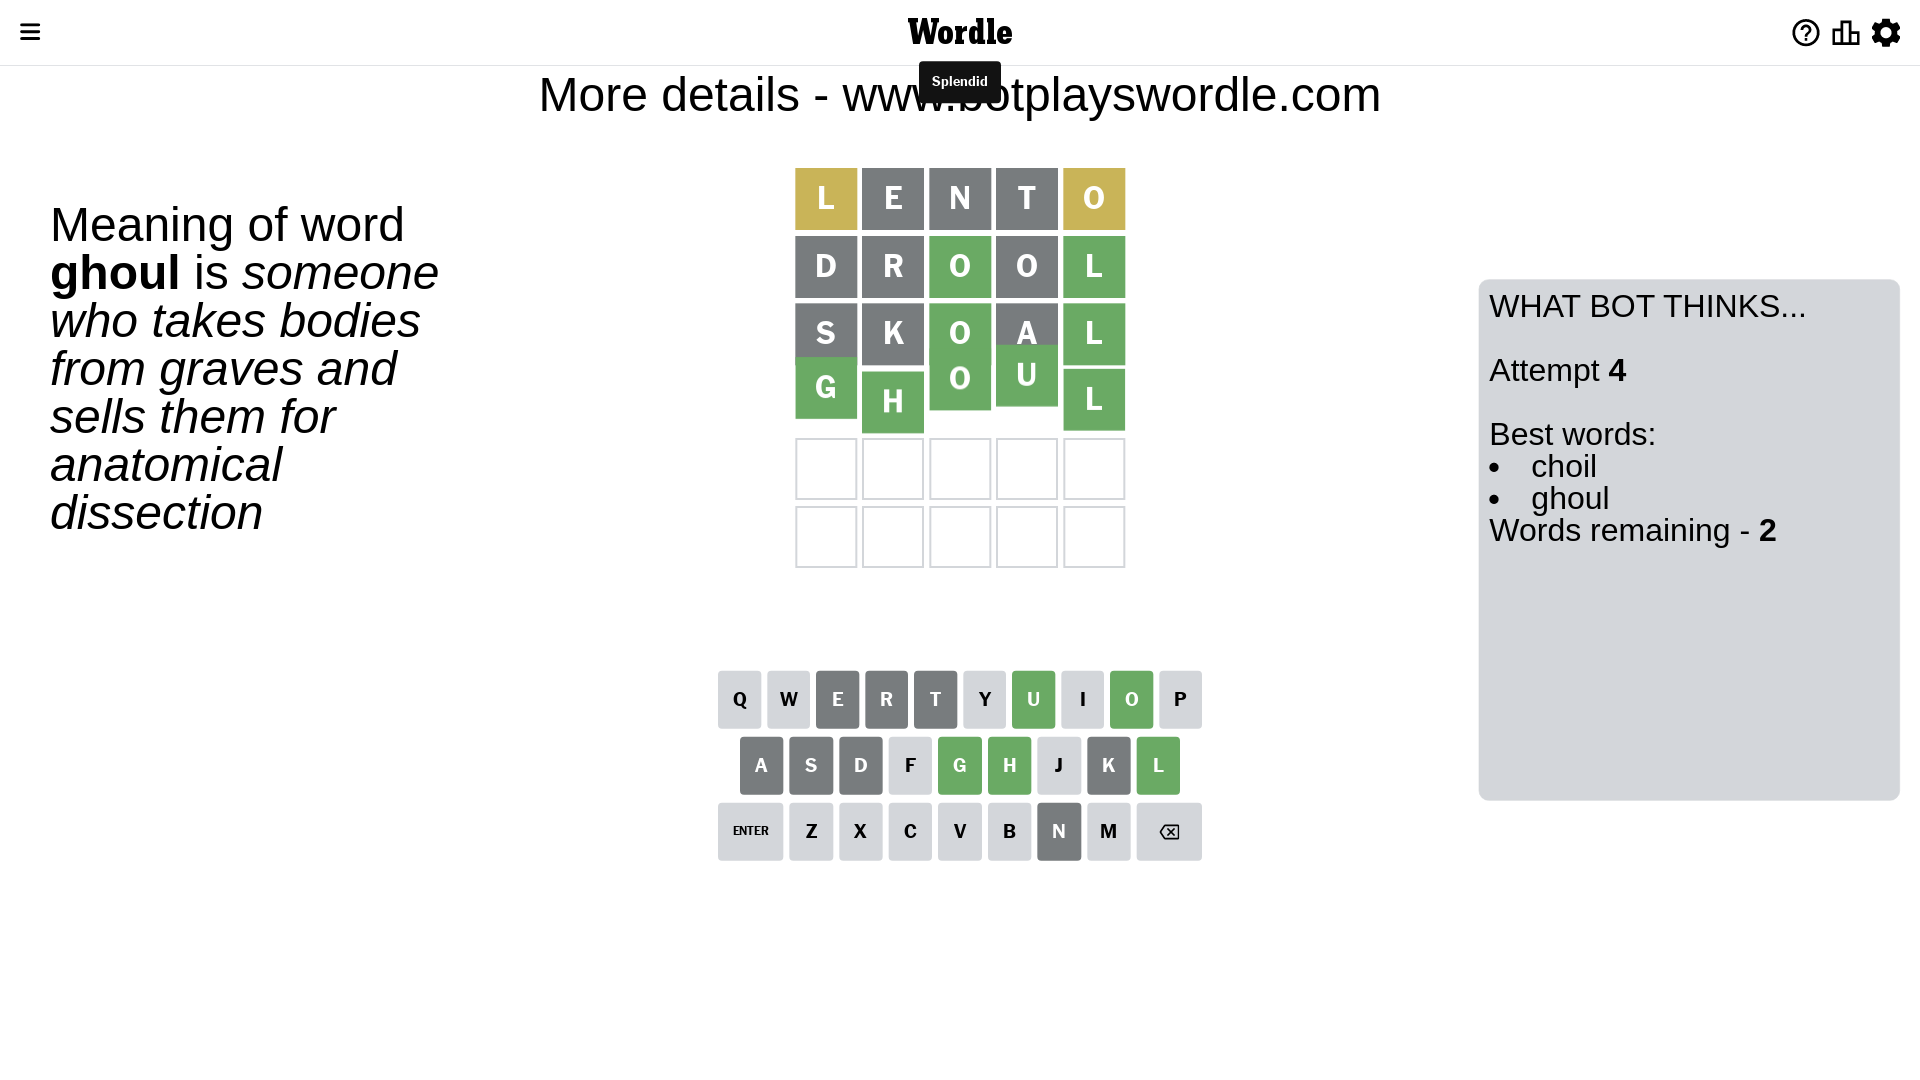 Wordle
Splendid
More details - www.botplayswordle.com
Meaning of word
ghoul is someone
who takes bodies
from graves and
sells them for
anatomical
dissection
L E N T O
D R O O L
S K O A L
G H O U L
WHAT BOT THINKS...
Attempt 4
Best words:
• choil
• ghoul
Words remaining - 2
Q W E R T Y U I O P
A S D F G H J K L
ENTER Z X C V B N M